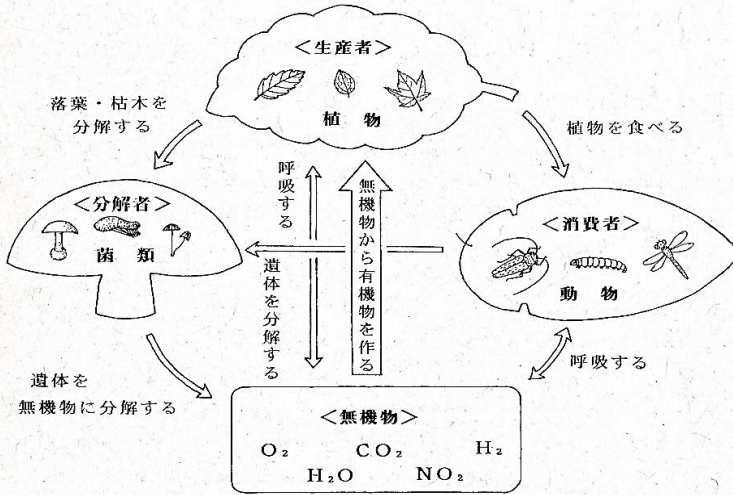 <生産者>
植物
落葉・枯木を
分解する
植物を食べる
<分解者>
菌類
呼吸する
遺体を分解する
無機物から有機物を作る
<消費者>
動物
遺体を
無機物に分解する
呼吸する
<無機物>
O₂ CO₂ H₂
H₂O NO₂